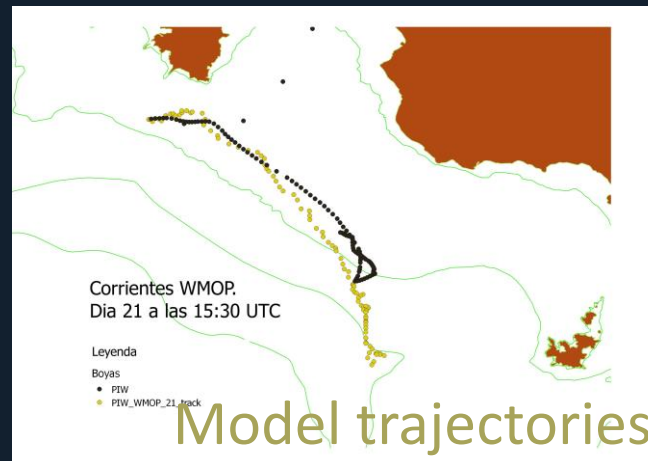 Corrientes WMOP.
Dia 21 a las 15:30 UTC
Leyenda
Boyas
PIW
PIW_WMOP_21_track
Model trajectories